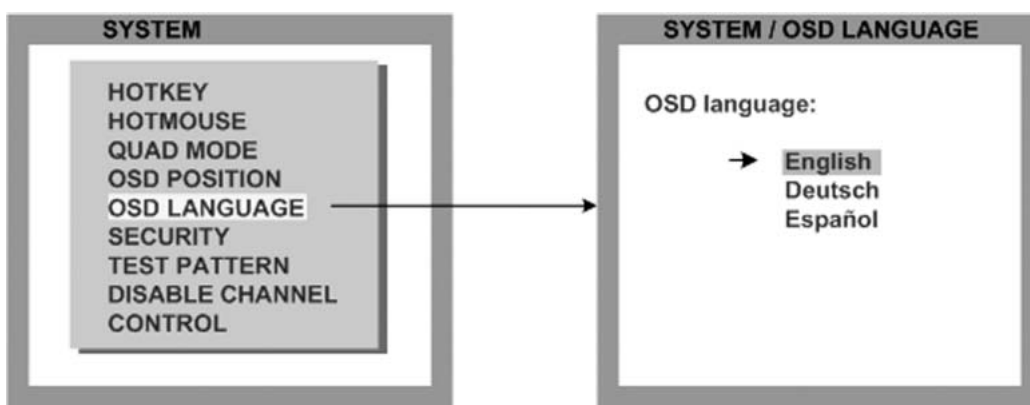 SYSTEM
HOTKEY
HOTMOUSE
QUAD MODE
OSD POSITION
OSD LANGUAGE
SECURITY
TEST PATTERN
DISABLE CHANNEL
CONTROL
SYSTEM / OSD LANGUAGE
OSD language:
English
Deutsch
Español